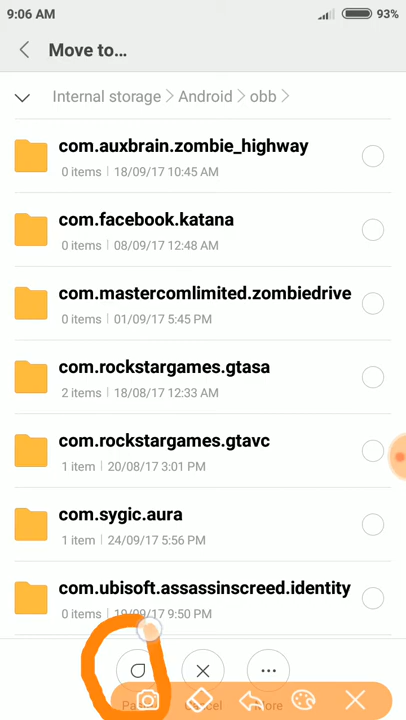 9:06 AM 93%
Move to...
Internal storage > Android > obb >
com.auxbrain.zombie_highway
0 items | 18/09/17 10:45 AM
com.facebook.katana
0 items | 08/09/17 12:48 AM
com.mastercomlimited.zombiedrive
0 items | 01/09/17 5:45 PM
com.rockstargames.gtasa
2 items | 18/08/17 12:33 AM
com.rockstargames.gtavc
1 item | 20/08/17 3:01 PM
com.sygic.aura
1 item | 24/09/17 5:56 PM
com.ubisoft.assassinscreed.identity
0 items | 19/09/17 9:50 PM
Cancel More